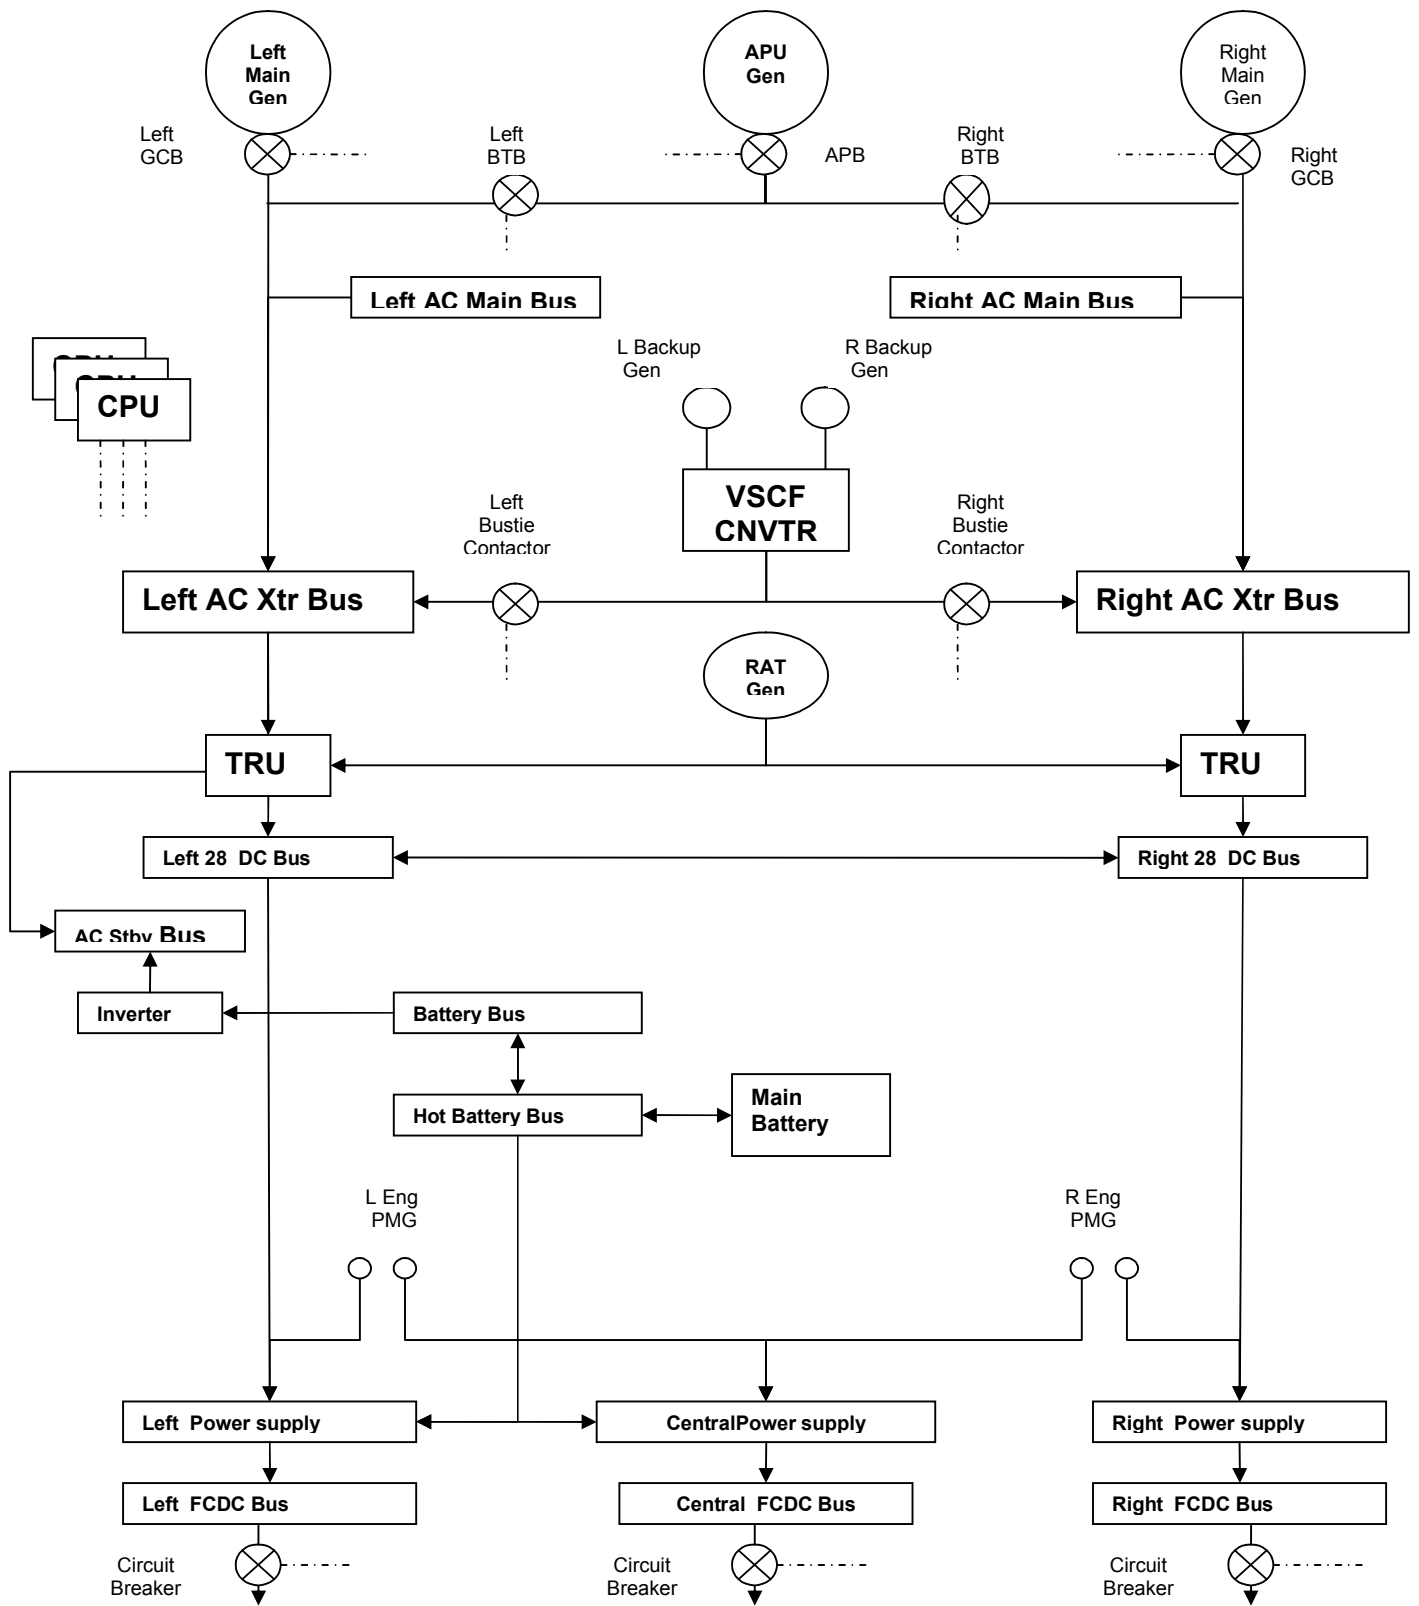 Left
Main
Gen
APU
Gen
Right
Main
Gen
Left
GCB
Left
BTB
APB
Right
BTB
Right
GCB
Left AC Main Bus
Right AC Main Bus
L Backup
Gen
R Backup
Gen
CPU
CPU
CPU
VSCF
CNVTR
Left
Bustie
Contactor
Right
Bustie
Contactor
Left AC Xtr Bus
Right AC Xtr Bus
RAT
Gen
TRU
TRU
Left 28 DC Bus
Right 28 DC Bus
AC Stby Bus
Inverter
Battery Bus
Hot Battery Bus
Main
Battery
L Eng
PMG
R Eng
PMG
Left Power supply
CentralPower supply
Right Power supply
Left FCDC Bus
Central FCDC Bus
Right FCDC Bus
Circuit
Breaker
Circuit
Breaker
Circuit
Breaker